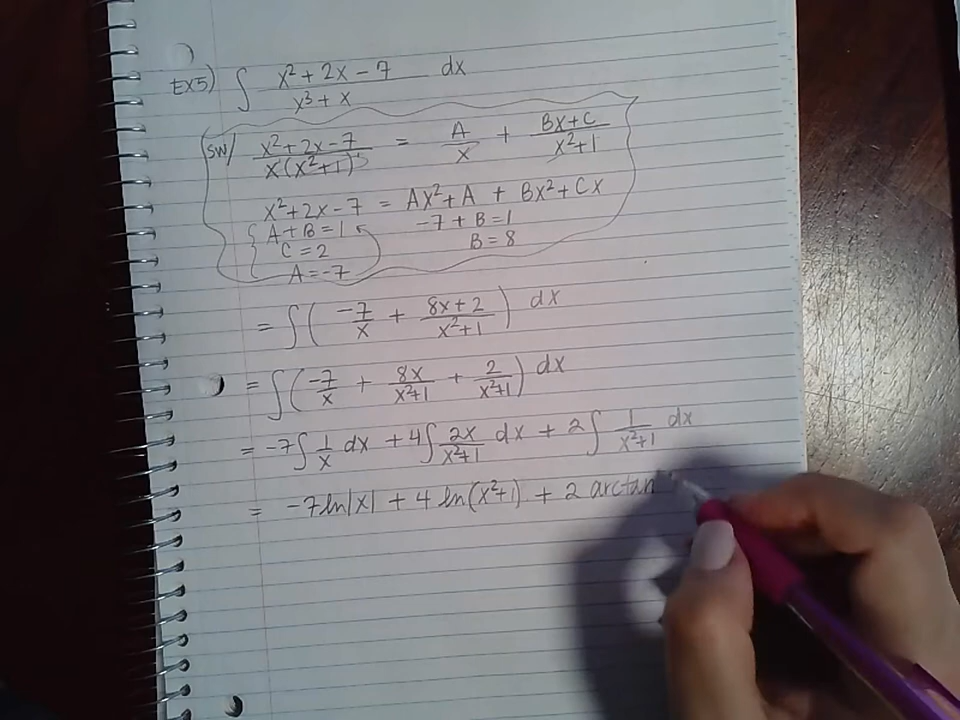 Ex5) ∫ (x²+2x-7)/(x³+x) dx
SW/ (x²+2x-7)/(x(x²+1)) = A/x + (Bx+C)/(x²+1)
x²+2x-7 = Ax²+A + Bx²+Cx
{ A+B=1 -7+B=1
C=2 B=8
A=-7
= ∫( -7/x + (8x+2)/(x²+1) ) dx
= ∫( -7/x + 8x/(x²+1) + 2/(x²+1) ) dx
= -7∫ 1/x dx + 4∫ 2x/(x²+1) dx + 2∫ 1/(x²+1) dx
= -7ln|x| + 4 ln(x²+1) + 2 arctan